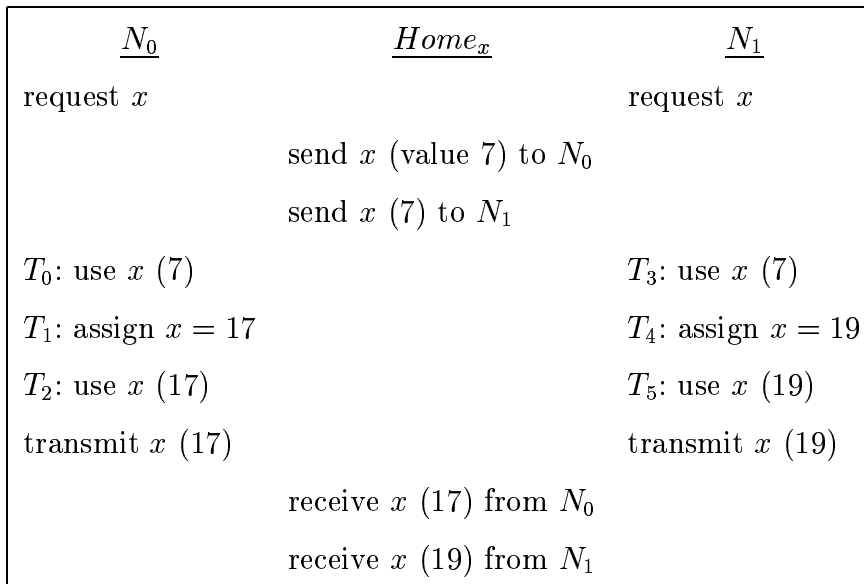 N₀ Homeₓ N₁
request x request x
send x (value 7) to N₀
send x (7) to N₁
T₀: use x (7) T₃: use x (7)
T₁: assign x = 17 T₄: assign x = 19
T₂: use x (17) T₅: use x (19)
transmit x (17) transmit x (19)
receive x (17) from N₀
receive x (19) from N₁